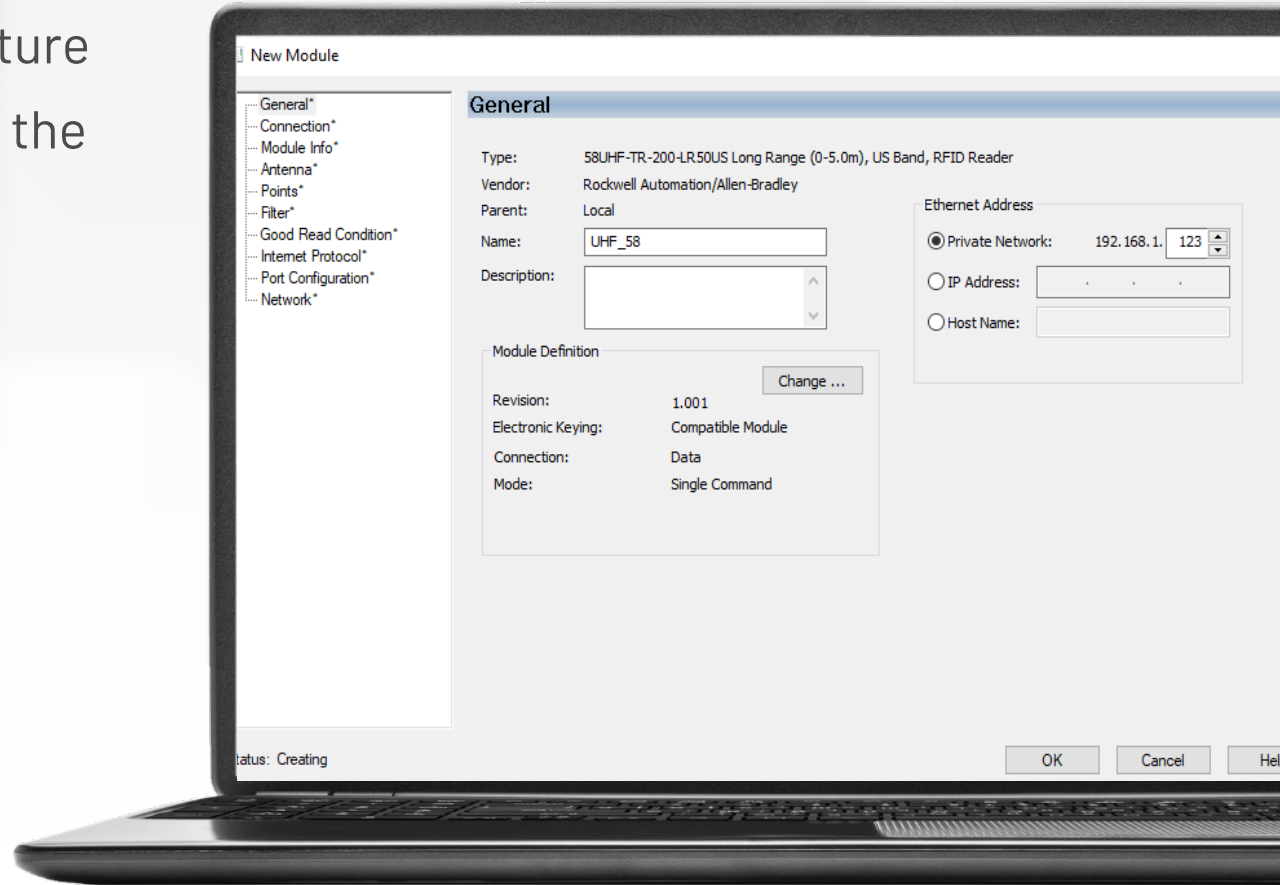 ture
the
New Module
General*
Connection*
Module Info*
Antenna*
Points*
Filter*
Good Read Condition*
Internet Protocol*
Port Configuration*
Network*
General
Type: 58UHF-TR-200-LR50US Long Range (0-5.0m), US Band, RFID Reader
Vendor: Rockwell Automation/Allen-Bradley
Parent: Local
Name: UHF_58
Description:
Ethernet Address
Private Network: 192.168.1. 123
IP Address: . . .
Host Name:
Module Definition
Change ...
Revision: 1.001
Electronic Keying: Compatible Module
Connection: Data
Mode: Single Command
tatus: Creating
OK Cancel Hel